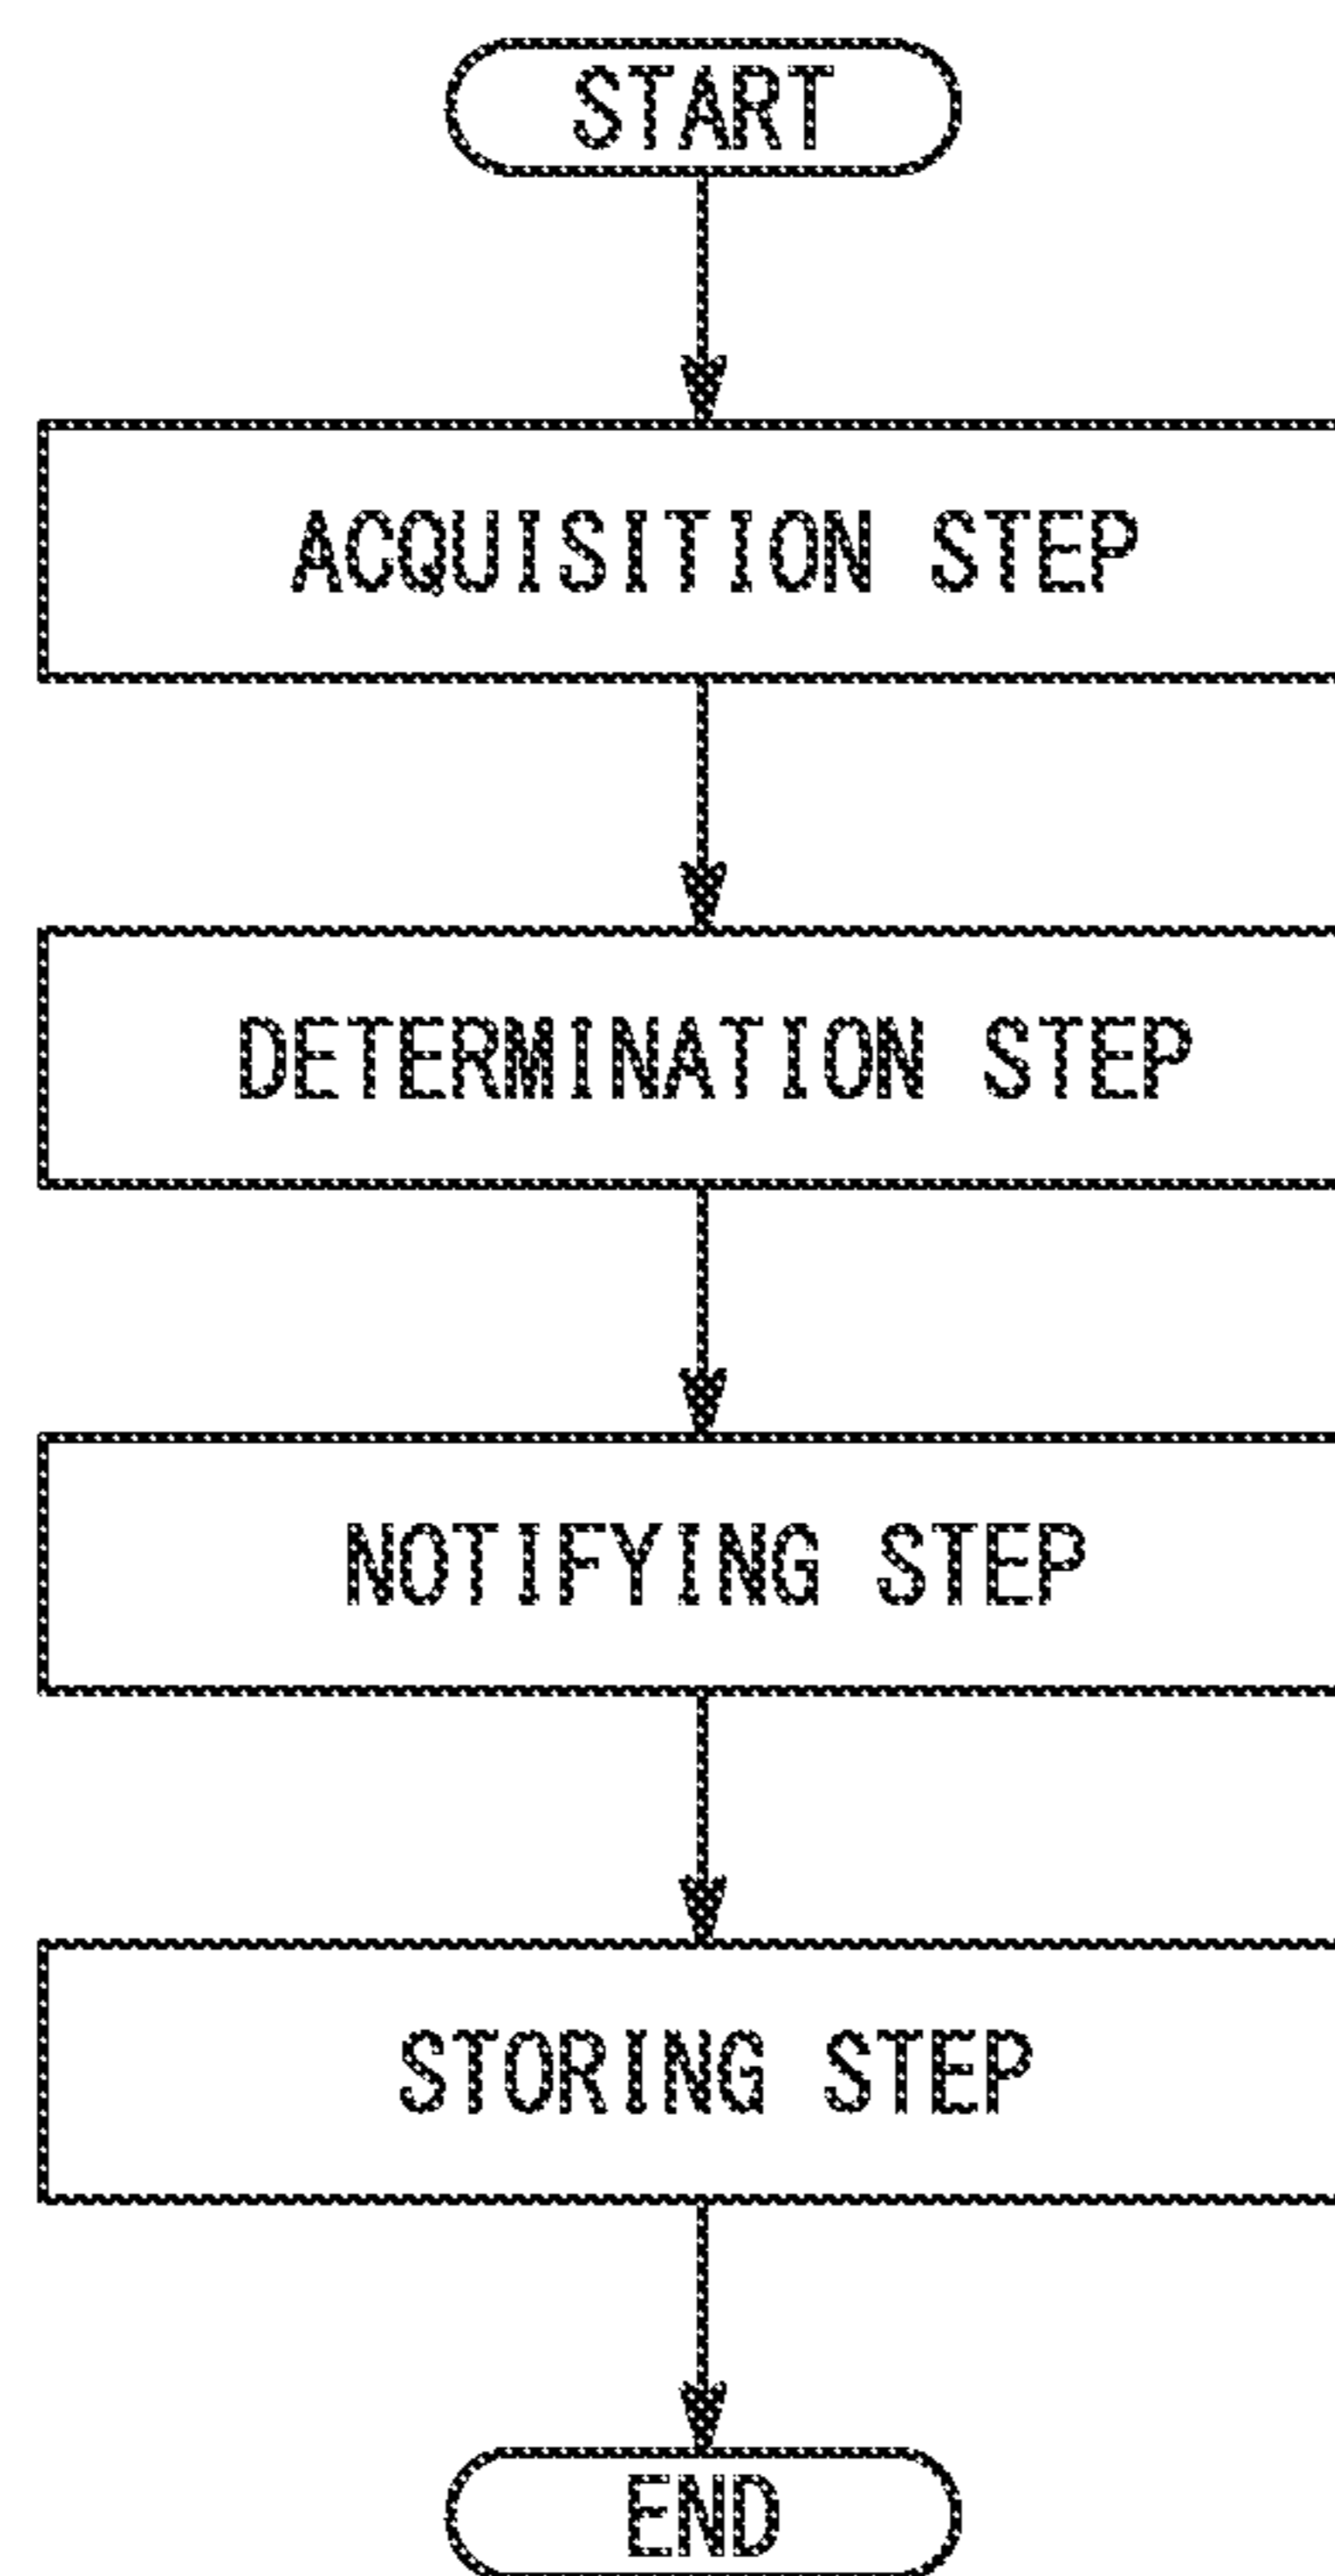 START
ACQUISITION STEP
DETERMINATION STEP
NOTIFYING STEP
STORING STEP
END